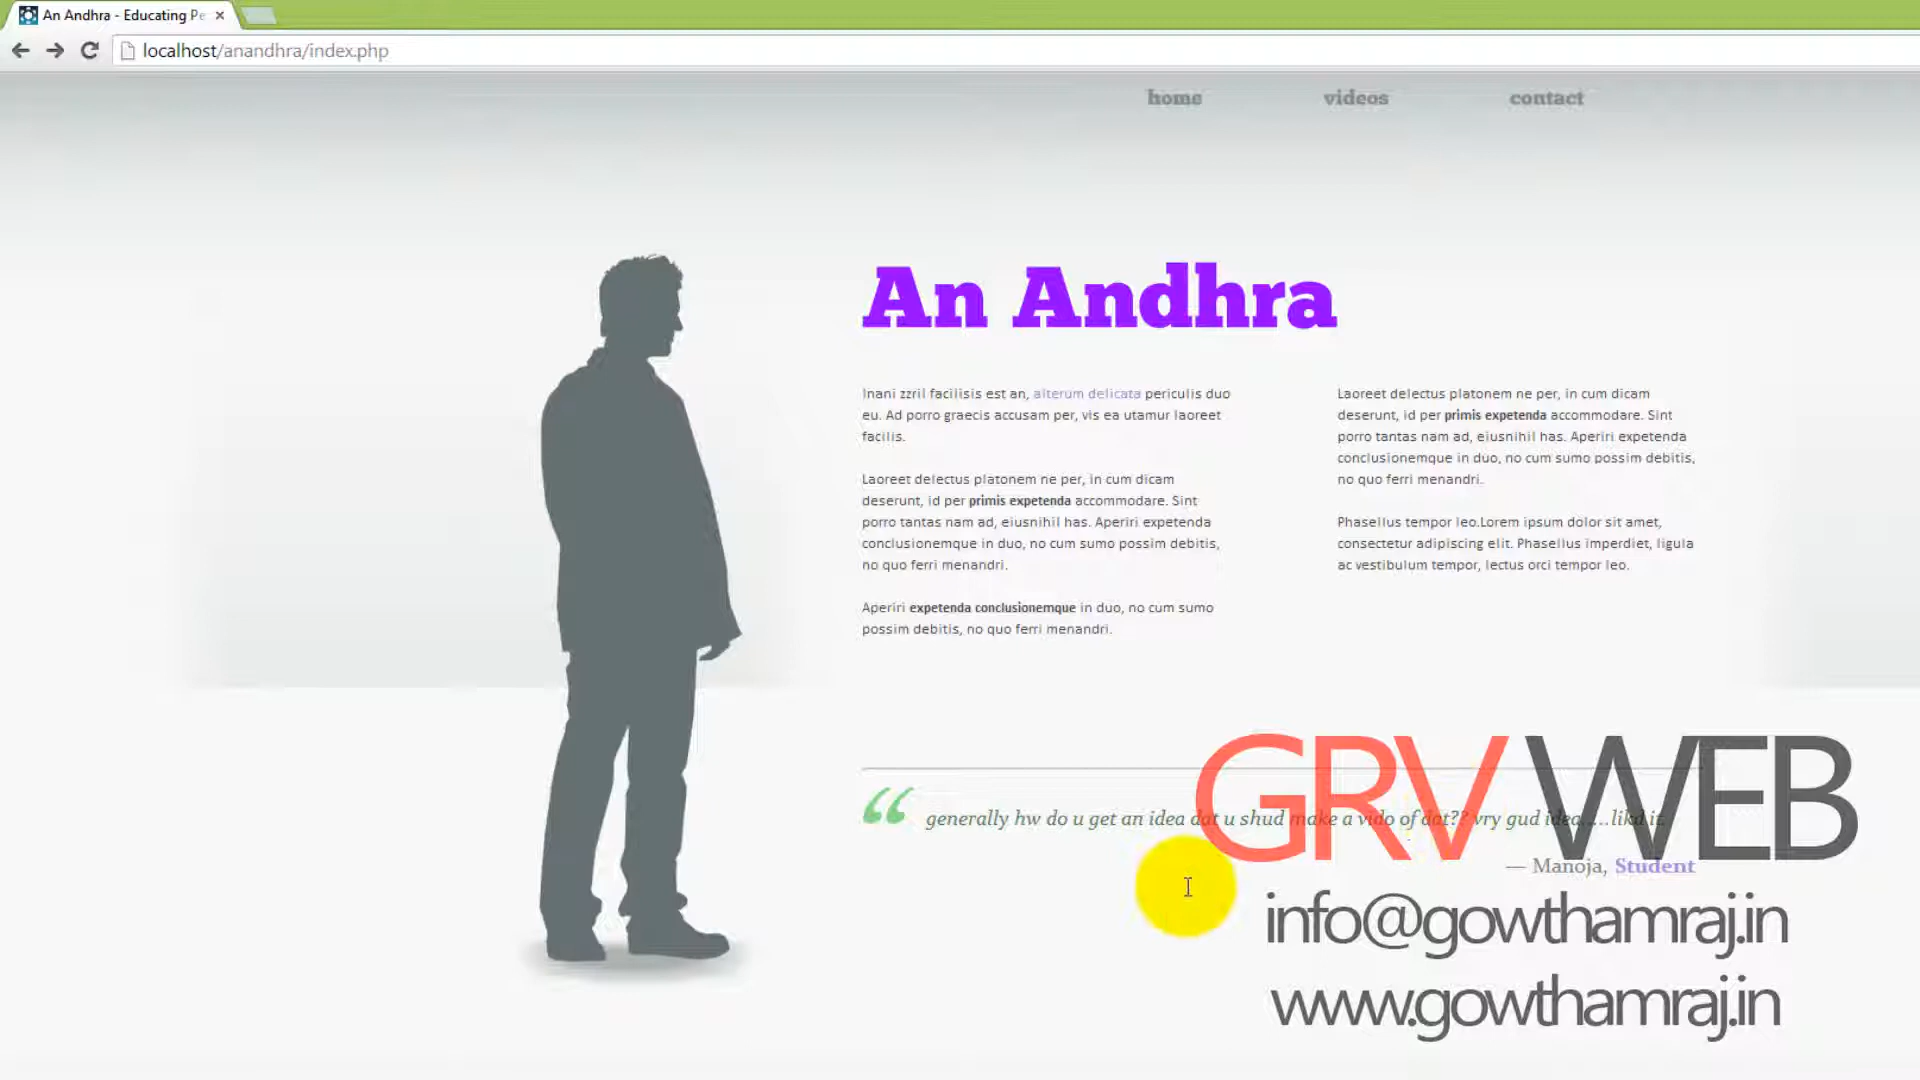 An Andhra - Educating Pe
localhost/anandhra/index.php
home videos contact
An Andhra
Inani zzril facilisis est an, alterum delicata periculis duo
eu. Ad porro graecis accusam per, vis ea utamur laoreet
facilis.
Laoreet delectus platonem ne per, in cum dicam
deserunt, id per primis expetenda accommodare. Sint
porro tantas nam ad, eiusnihil has. Aperiri expetenda
conclusionemque in duo, no cum sumo possim debitis,
no quo ferri menandri.
Aperiri expetenda conclusionemque in duo, no cum sumo
possim debitis, no quo ferri menandri.
Laoreet delectus platonem ne per, in cum dicam
deserunt, id per primis expetenda accommodare. Sint
porro tantas nam ad, eiusnihil has. Aperiri expetenda
conclusionemque in duo, no cum sumo possim debitis,
no quo ferri menandri.
Phasellus tempor leo.Lorem ipsum dolor sit amet,
consectetur adipiscing elit. Phasellus imperdiet, ligula
ac vestibulum tempor, lectus orci tempor leo.
“ generally hw do u get an idea dat u shud make a vido of dat?? vry gud idea.....likd it.
— Manoja, Student
GRV WEB
info@gowthamraj.in
www.gowthamraj.in